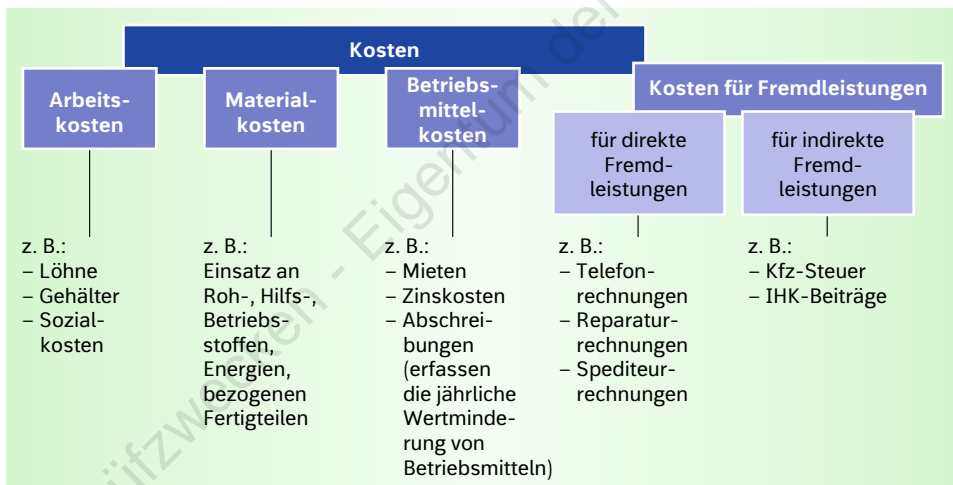 Kosten
Arbeits-
kosten
Material-
kosten
Betriebs-
mittel-
kosten
Kosten für Fremdleistungen
für direkte
Fremd-
leistungen
für indirekte
Fremd-
leistungen
z. B.:
– Löhne
– Gehälter
– Sozial-
kosten
z. B.:
Einsatz an
Roh-, Hilfs-,
Betriebs-
stoffen,
Energien,
bezogenen
Fertigteilen
z. B.:
– Mieten
– Zinskosten
– Abschrei-
bungen
(erfassen
die jährliche
Wertminde-
rung von
Betriebsmitteln)
z. B.:
– Telefon-
rechnungen
– Reparatur-
rechnungen
– Spediteur-
rechnungen
z. B.:
– Kfz-Steuer
– IHK-Beiträge
- Eigentum der